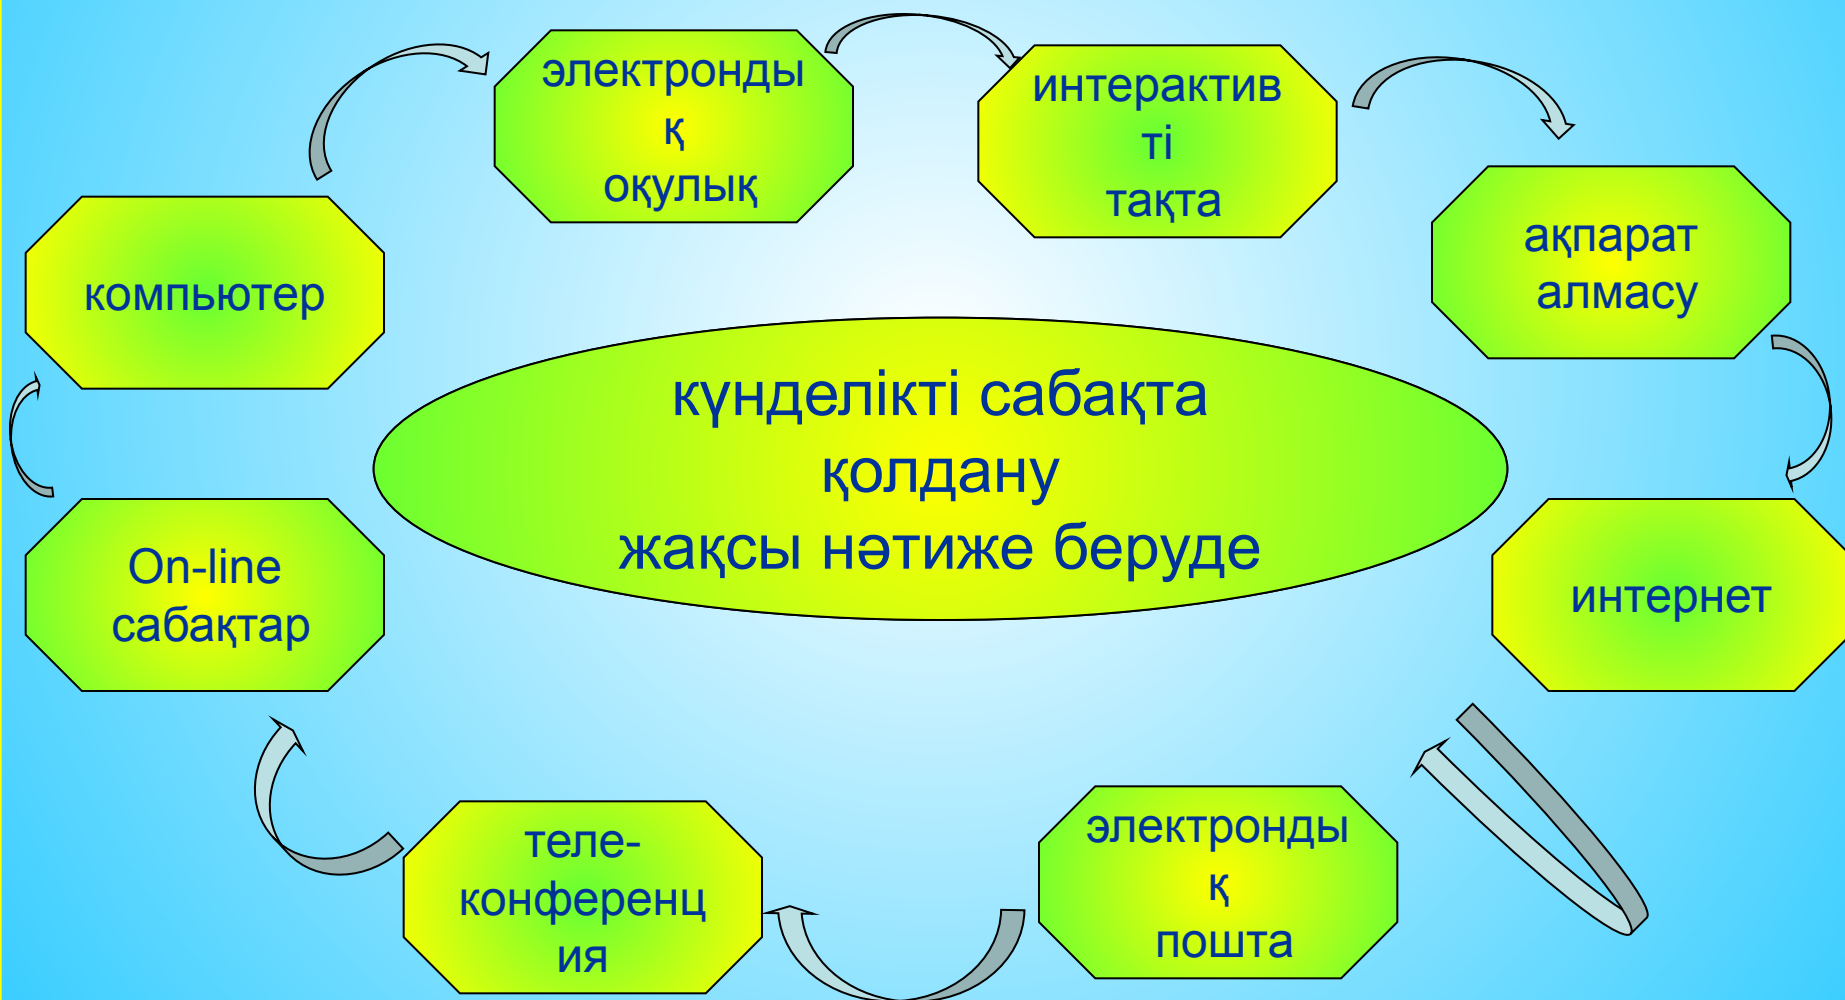 электронды
қ
оқулық
интерактив
ті
тақта
ақпарат
алмасу
компьютер
күнделікті сабақта
қолдану
жақсы нәтиже беруде
On-line
сабақтар
интернет
электронды
қ
пошта
теле-
конференц
ия